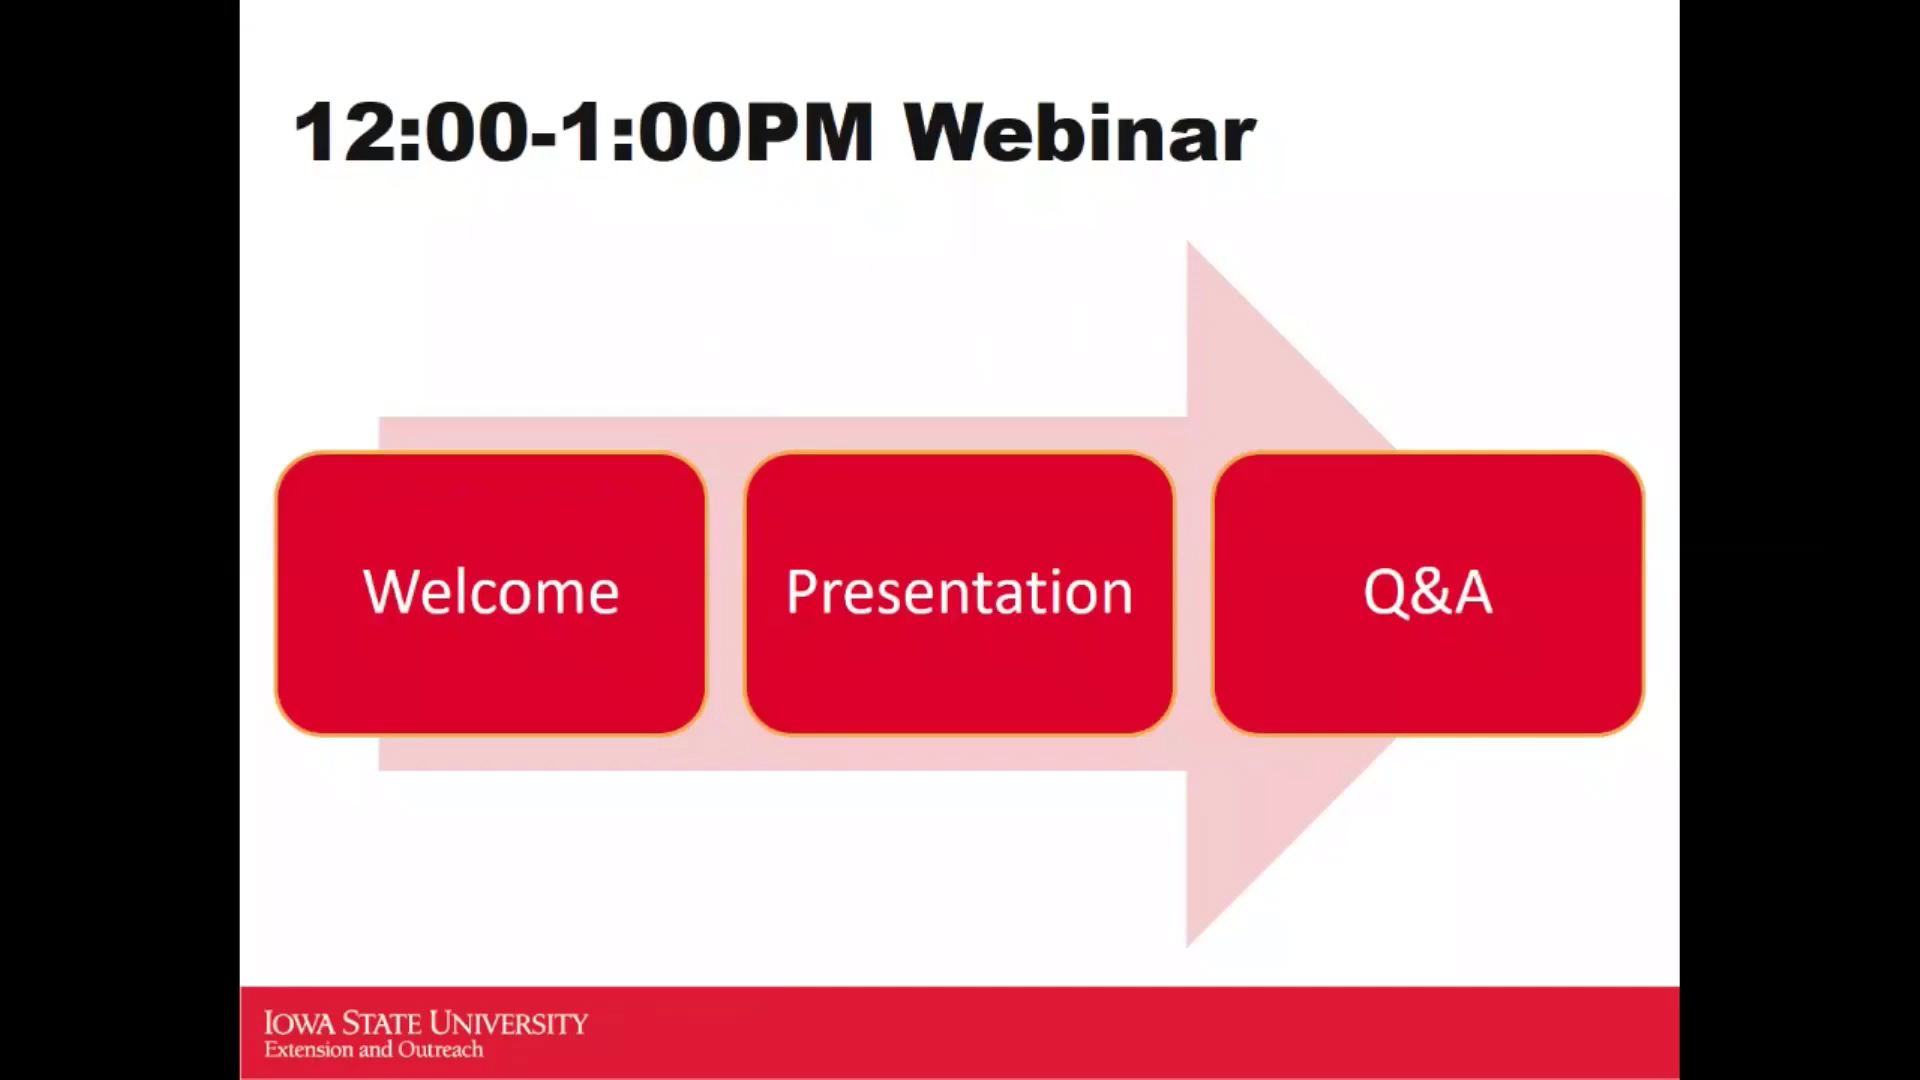 12:00-1:00PM Webinar
Welcome
Presentation
Q&A
IOWA STATE UNIVERSITY
Extension and Outreach